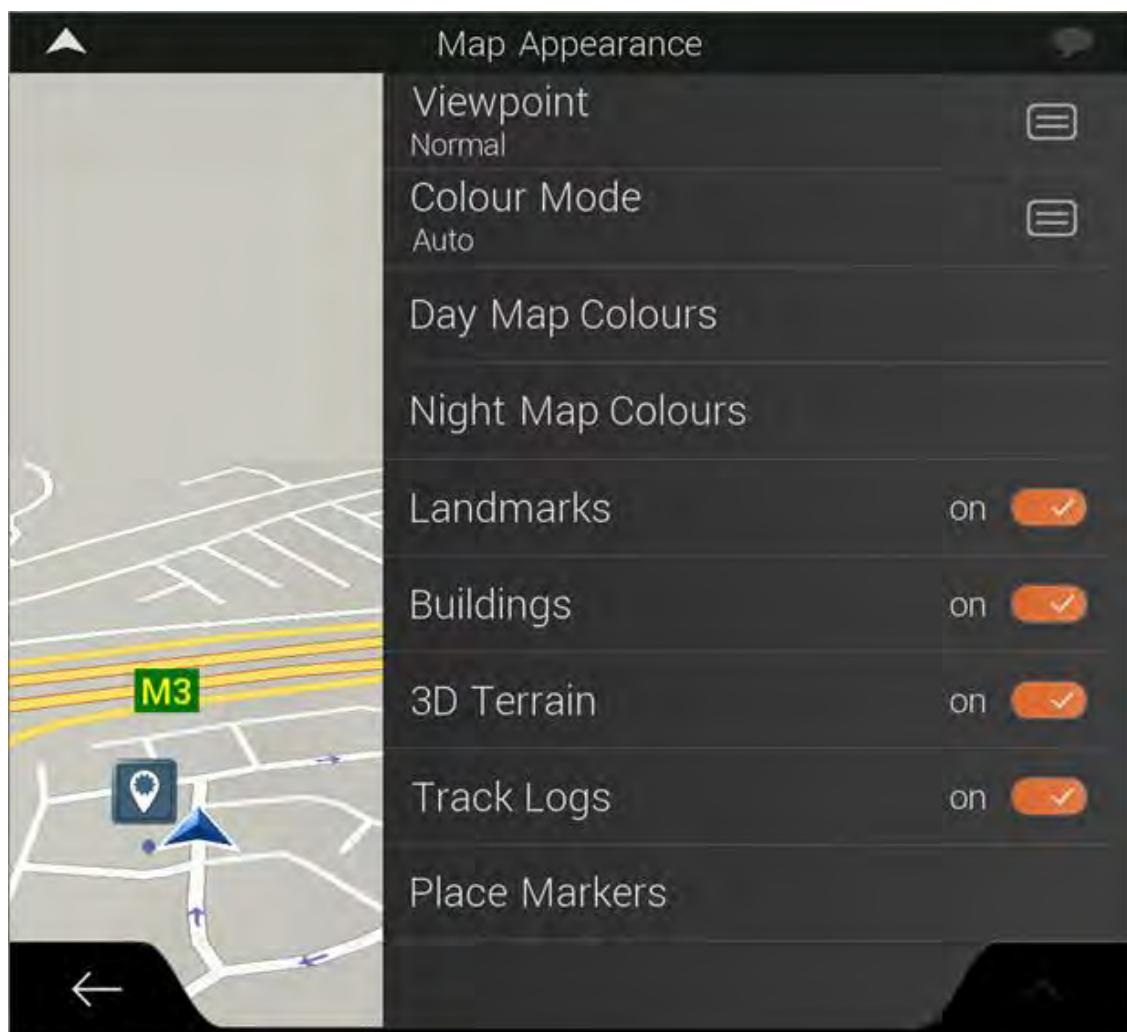 Map Appearance
Viewpoint
Normal
Colour Mode
Auto
Day Map Colours
Night Map Colours
Landmarks on
Buildings on
3D Terrain on
Track Logs on
Place Markers
M3